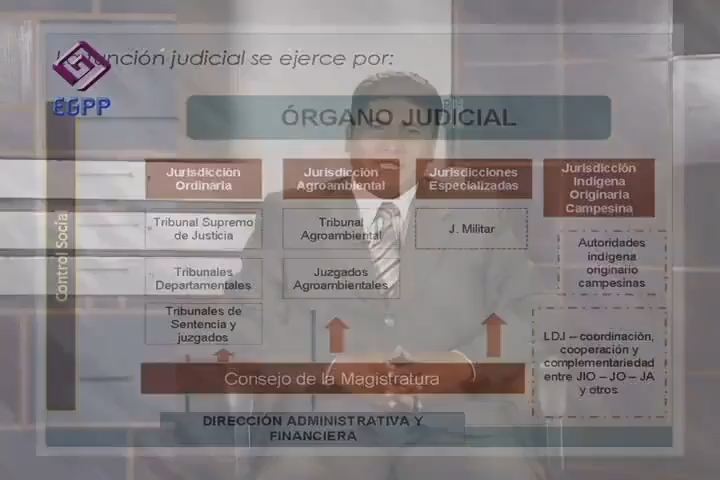 La función judicial se ejerce por:
EGPP
ÓRGANO JUDICIAL
Jurisdicción
Ordinaria
Jurisdicción
Agroambiental
Jurisdicciones
Especializadas
Jurisdicción
Indígena
Originaria
Campesina
Tribunal Supremo
de Justicia
Tribunal
Agroambiental
J. Militar
Autoridades
indígena
originario
campesinas
Tribunales
Departamentales
Juzgados
Agroambientales
Tribunales de
Sentencia y
juzgados
LDJ – coordinación,
cooperación y
complementariedad
entre JIO – JO – JA
y otros
Control Social
Consejo de la Magistratura
DIRECCIÓN ADMINISTRATIVA Y
FINANCIERA